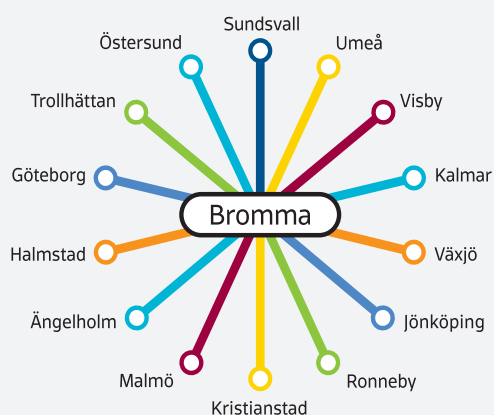 Sundsvall
Östersund
Umeå
Trollhättan
Visby
Göteborg
Kalmar
Bromma
Halmstad
Växjö
Ängelholm
Jönköping
Malmö
Ronneby
Kristianstad